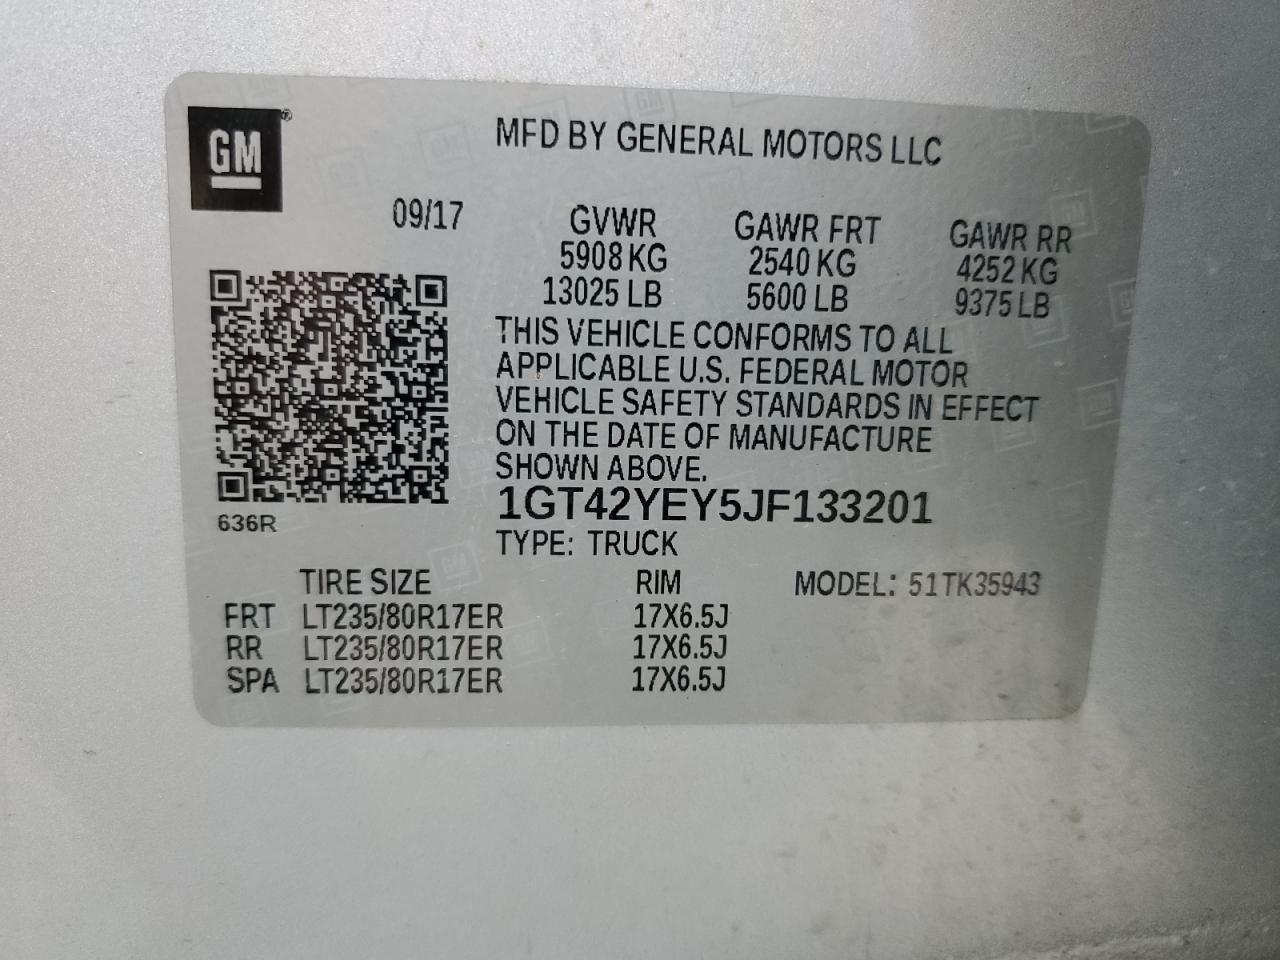 GM®
MFD BY GENERAL MOTORS LLC
09/17
GVWR GAWR FRT GAWR RR
5908 KG 2540 KG 4252 KG
13025 LB 5600 LB 9375 LB
THIS VEHICLE CONFORMS TO ALL
APPLICABLE U.S. FEDERAL MOTOR
VEHICLE SAFETY STANDARDS IN EFFECT
ON THE DATE OF MANUFACTURE
SHOWN ABOVE.
1GT42YEY5JF133201
636R
TYPE: TRUCK
TIRE SIZE RIM MODEL: 51TK35943
FRT LT235/80R17ER 17X6.5J
RR LT235/80R17ER 17X6.5J
SPA LT235/80R17ER 17X6.5J